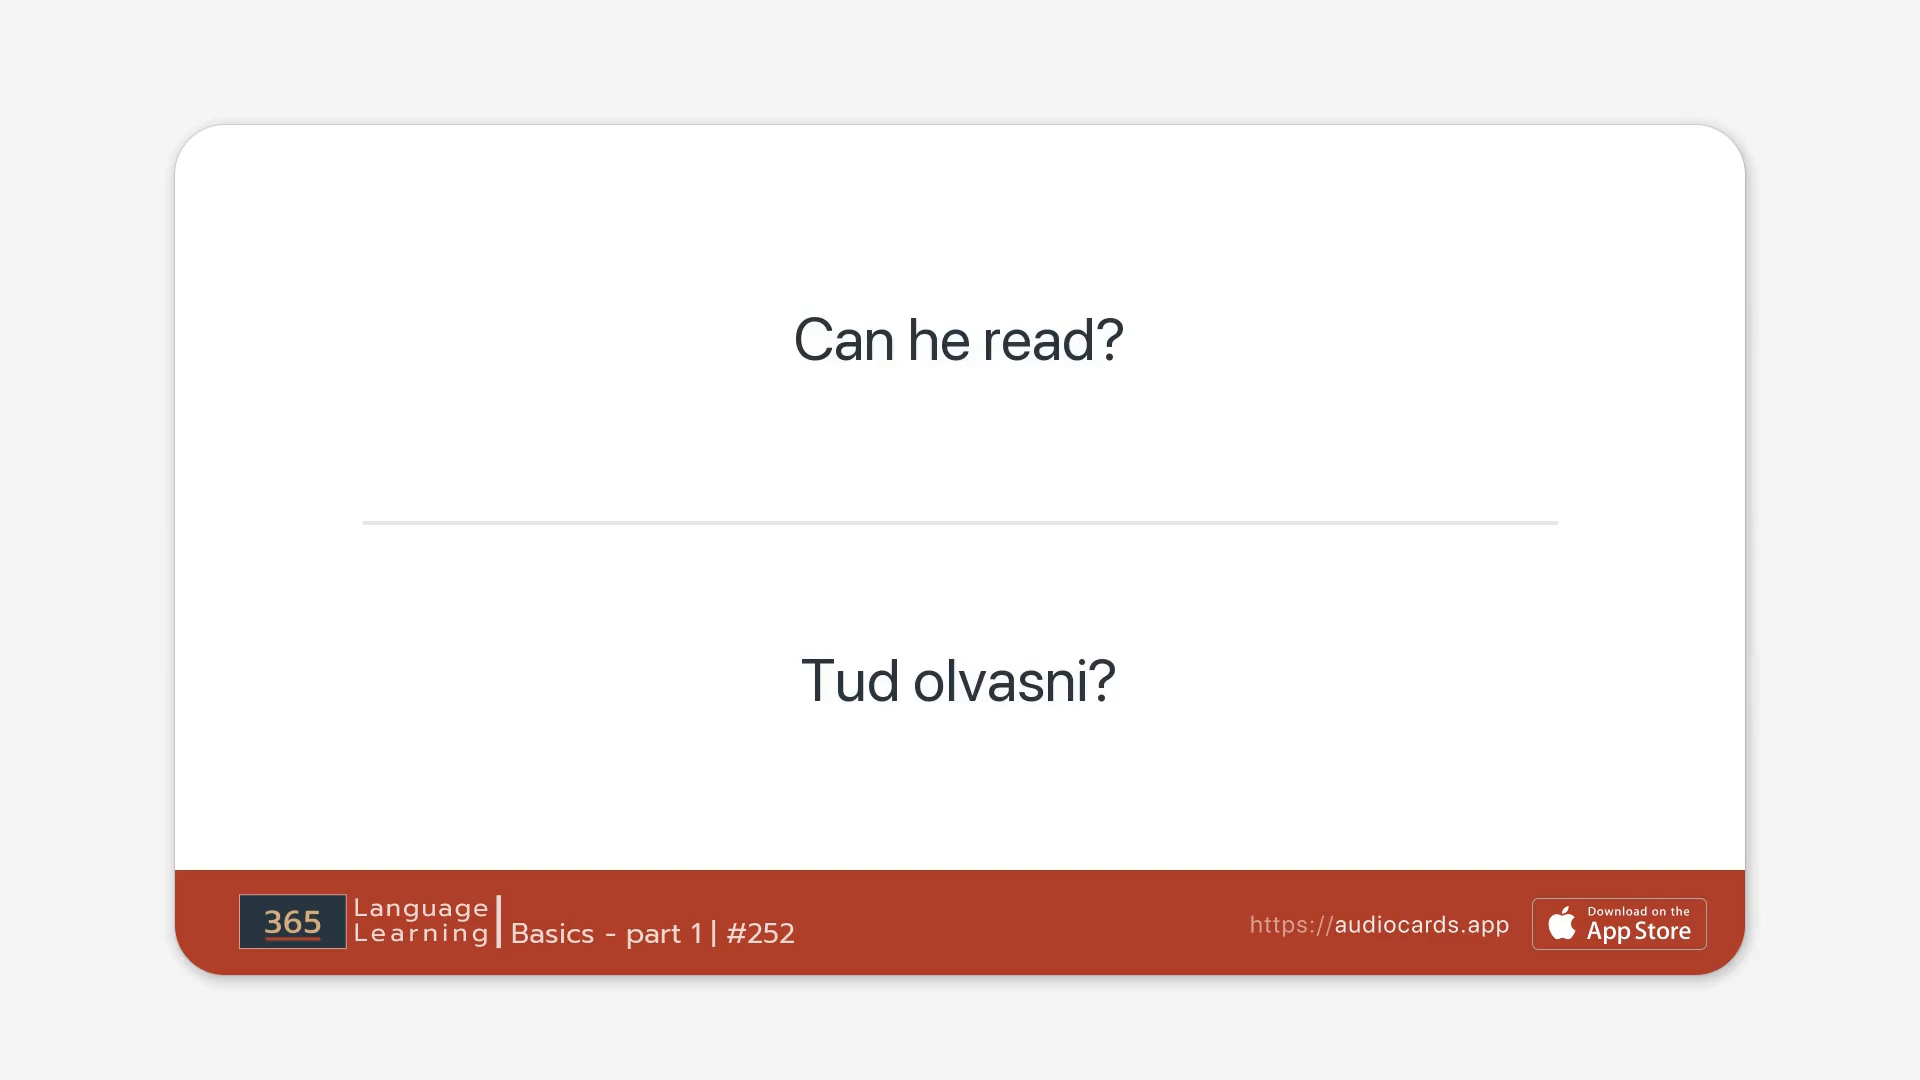 Can he read?
Tud olvasni?
365
Language
Learning
Basics - part 1 | #252
https://audiocards.app
Download on the
App Store